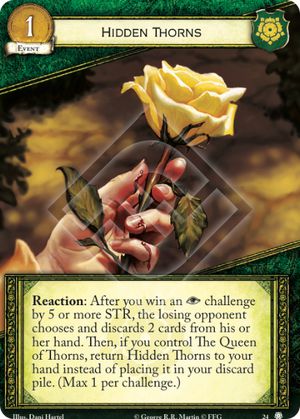 1
HIDDEN THORNS
EVENT
Reaction: After you win an challenge
by 5 or more STR, the losing opponent
chooses and discards 2 cards from his or
her hand. Then, if you control The Queen
of Thorns, return Hidden Thorns to your
hand instead of placing it in your discard
pile. (Max 1 per challenge.)
Illus. Dani Hartel © George R.R. Martin © FFG 24